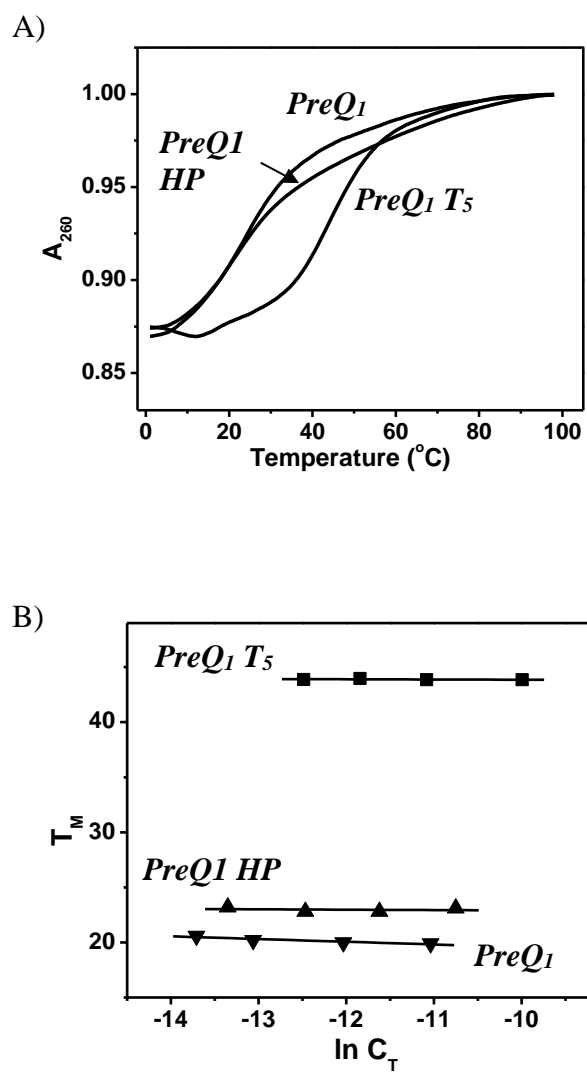 A)
1.00
0.95
0.90
0.85
A260
PreQ1
PreQ1
HP
PreQ1 T5
0 20 40 60 80 100
Temperature (oC)
B)
40
30
20
TM
PreQ1 T5
PreQ1 HP
PreQ1
-14 -13 -12 -11 -10
ln CT